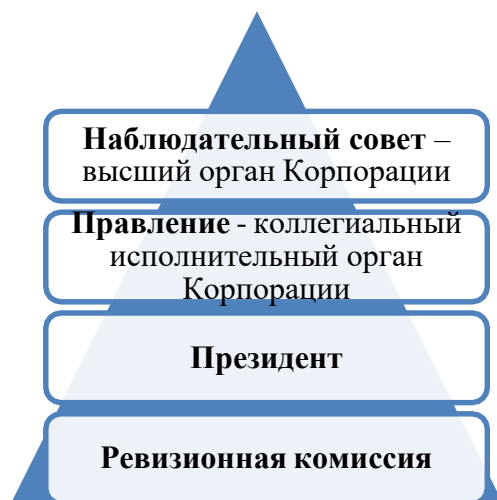 Наблюдательный совет –
высший орган Корпорации
Правление - коллегиальный
исполнительный орган
Корпорации
Президент
Ревизионная комиссия